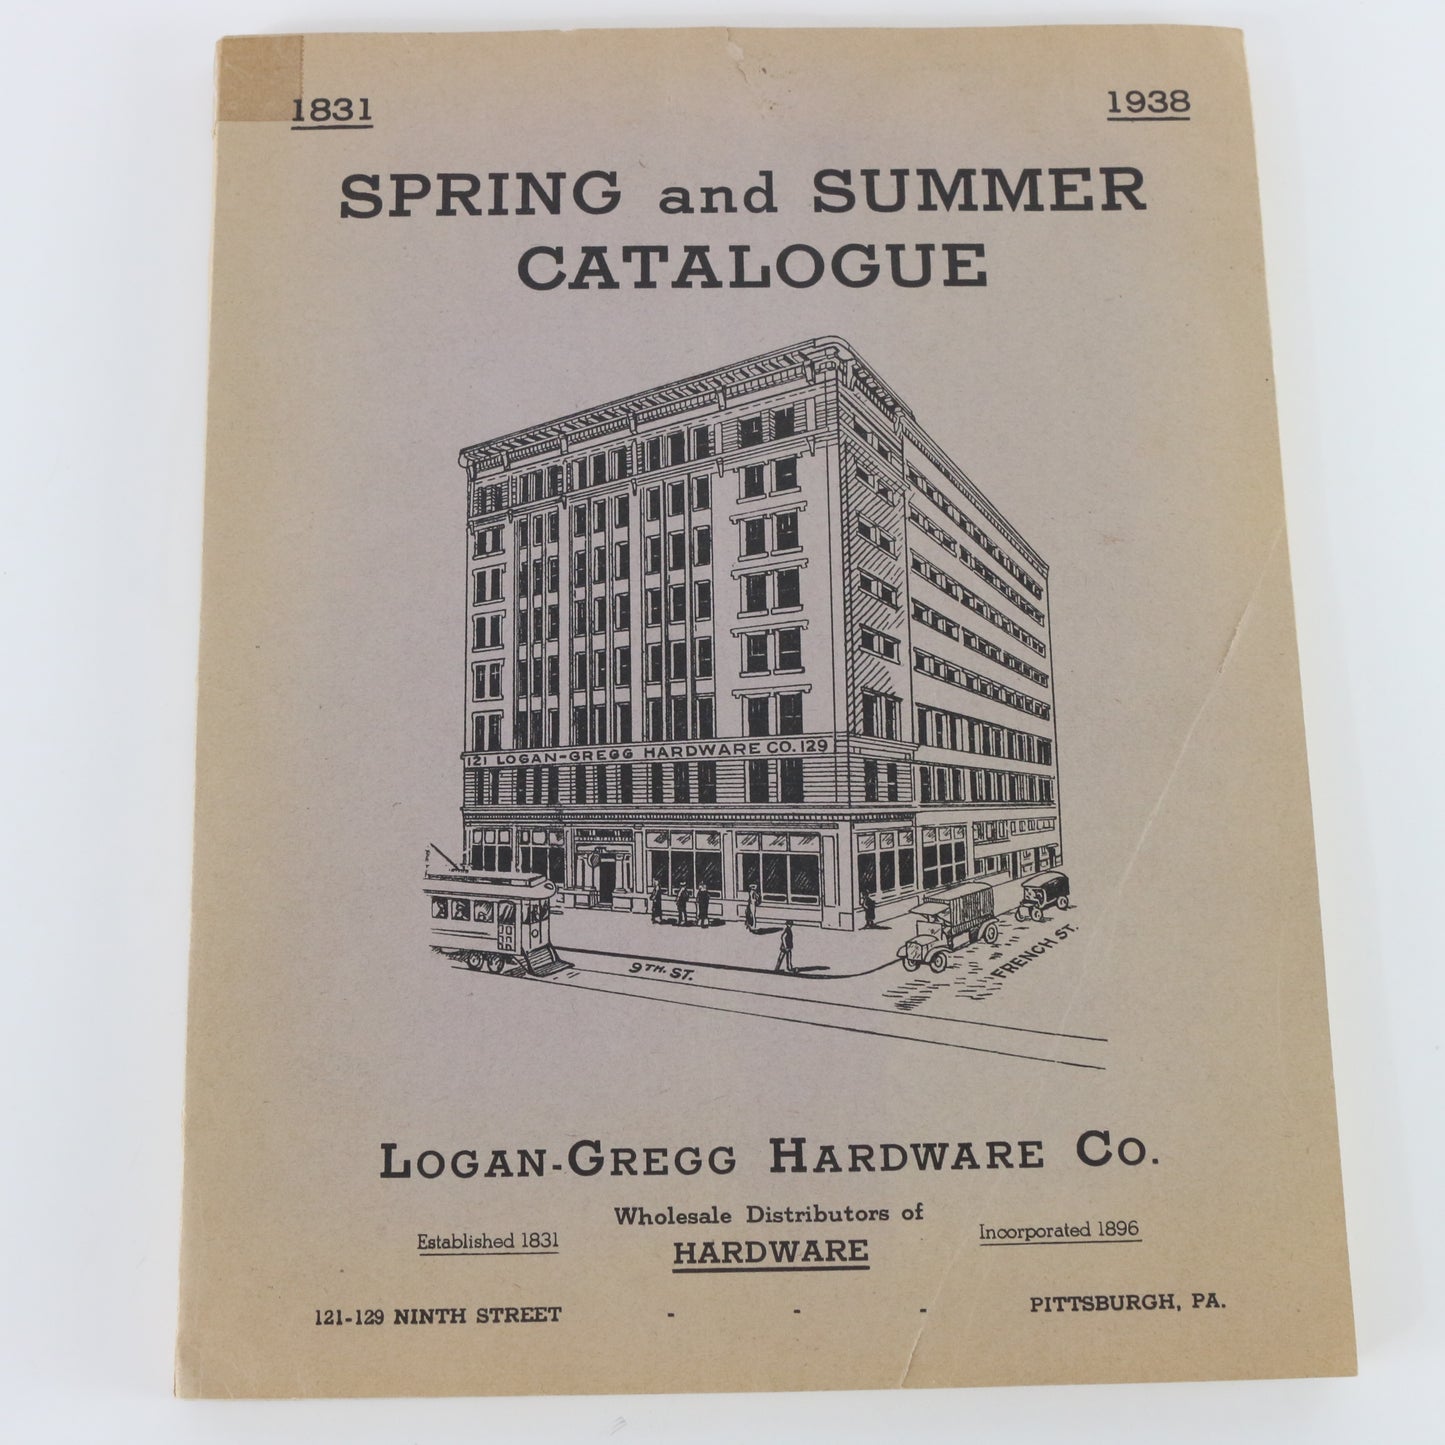 1831 1938
SPRING and SUMMER
CATALOGUE
121 LOGAN-GREGG HARDWARE CO. 129
9TH. ST.
FRENCH ST.
LOGAN-GREGG HARDWARE CO.
Wholesale Distributors of
Established 1831
HARDWARE
Incorporated 1896
121-129 NINTH STREET - - - PITTSBURGH, PA.